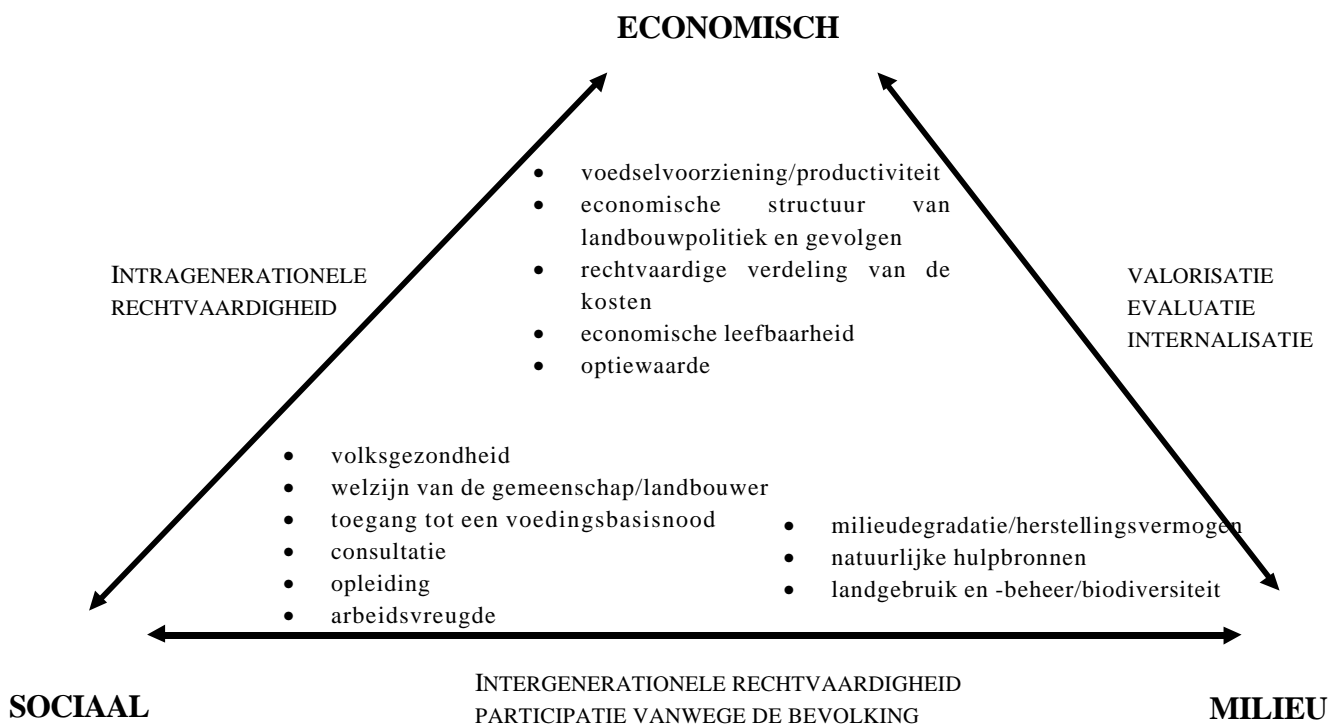 ECONOMISCH
• voedselvoorziening/productiviteit
• economische structuur van
landbouwpolitiek en gevolgen
• rechtvaardige verdeling van de
kosten
• economische leefbaarheid
• optiewaarde
INTRAGENERATIONELE
RECHTVAARDIGHEID
VALORISATIE
EVALUATIE
INTERNALISATIE
• volksgezondheid
• welzijn van de gemeenschap/landbouwer
• toegang tot een voedingsbasisnood
• consultatie
• opleiding
• arbeidsvreugde
• milieudegradatie/herstellingsvermogen
• natuurlijke hulpbronnen
• landgebruik en -beheer/biodiversiteit
SOCIAAL
INTERGENERATIONELE RECHTVAARDIGHEID
PARTICIPATIE VANWEGE DE BEVOLKING
MILIEU